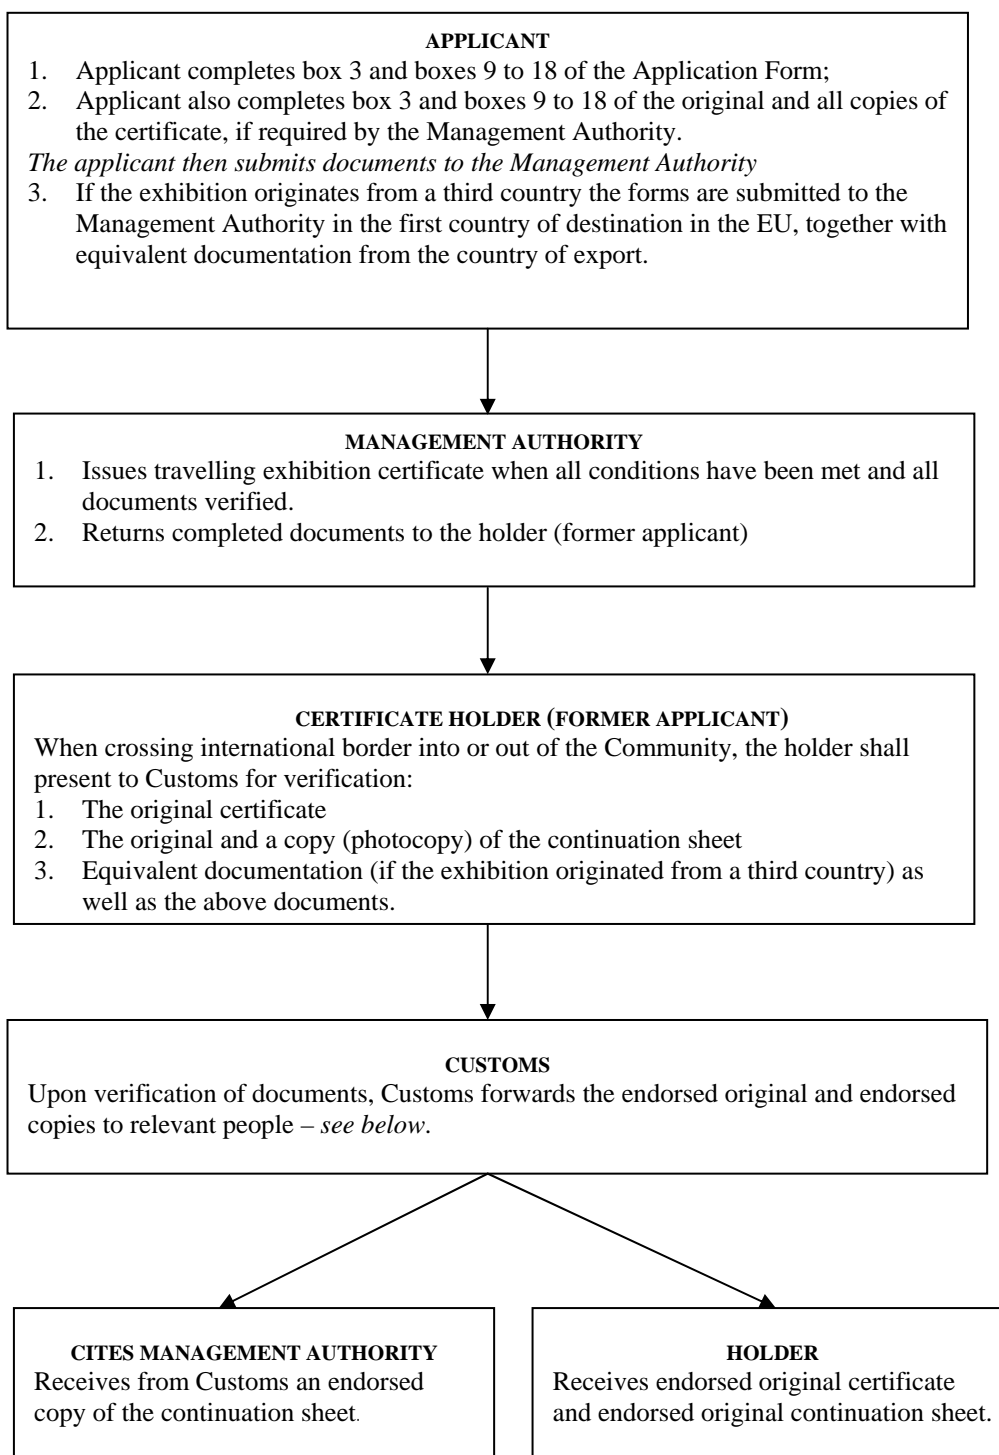 APPLICANT
1. Applicant completes box 3 and boxes 9 to 18 of the Application Form;
2. Applicant also completes box 3 and boxes 9 to 18 of the original and all copies of
the certificate, if required by the Management Authority.
The applicant then submits documents to the Management Authority
3. If the exhibition originates from a third country the forms are submitted to the
Management Authority in the first country of destination in the EU, together with
equivalent documentation from the country of export.
MANAGEMENT AUTHORITY
1. Issues travelling exhibition certificate when all conditions have been met and all
documents verified.
2. Returns completed documents to the holder (former applicant)
CERTIFICATE HOLDER (FORMER APPLICANT)
When crossing international border into or out of the Community, the holder shall
present to Customs for verification:
1. The original certificate
2. The original and a copy (photocopy) of the continuation sheet
3. Equivalent documentation (if the exhibition originated from a third country) as
well as the above documents.
CUSTOMS
Upon verification of documents, Customs forwards the endorsed original and endorsed
copies to relevant people – see below.
CITES MANAGEMENT AUTHORITY
Receives from Customs an endorsed
copy of the continuation sheet.
HOLDER
Receives endorsed original certificate
and endorsed original continuation sheet.